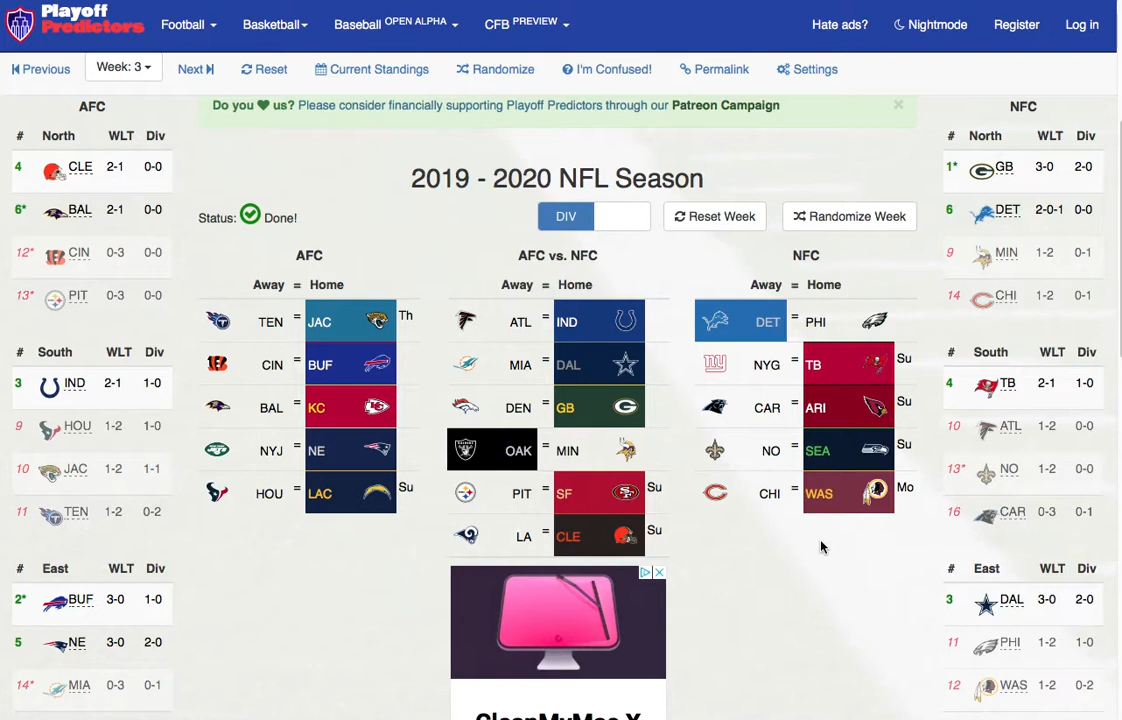 Playoff
Predictors
Football
Basketball
Baseball OPEN ALPHA
CFB PREVIEW
Hate ads?
Nightmode
Register
Log in
Previous
Week: 3
Next
Reset
Current Standings
Randomize
I'm Confused!
Permalink
Settings
Do you us? Please consider financially supporting Playoff Predictors through our Patreon Campaign ×
AFC
# North WLT Div
4 CLE 2-1 0-0
6* BAL 2-1 0-0
12* CIN 0-3 0-0
13* PIT 0-3 0-0
# South WLT Div
3 IND 2-1 1-0
9 HOU 1-2 1-0
10 JAC 1-2 1-1
11 TEN 1-2 0-2
# East WLT Div
2* BUF 3-0 1-0
5 NE 3-0 2-0
14* MIA 0-3 0-1
2019 - 2020 NFL Season
Status: Done!
DIV
Reset Week
Randomize Week
AFC
Away = Home
TEN = JAC Th
CIN = BUF
BAL = KC
NYJ = NE
HOU = LAC Su
AFC vs. NFC
Away = Home
ATL = IND
MIA = DAL
DEN = GB
OAK = MIN
PIT = SF Su
LA = CLE Su
NFC
Away = Home
DET = PHI
NYG = TB Su
CAR = ARI Su
NO = SEA Su
CHI = WAS Mo
CleanMyMac X
NFC
# North WLT Div
1* GB 3-0 2-0
6 DET 2-0-1 0-0
9 MIN 1-2 0-1
14 CHI 1-2 0-1
# South WLT Div
4 TB 2-1 1-0
10 ATL 1-2 0-0
13* NO 1-2 0-0
16 CAR 0-3 0-1
# East WLT Div
3 DAL 3-0 2-0
11 PHI 1-2 1-0
12 WAS 1-2 0-2